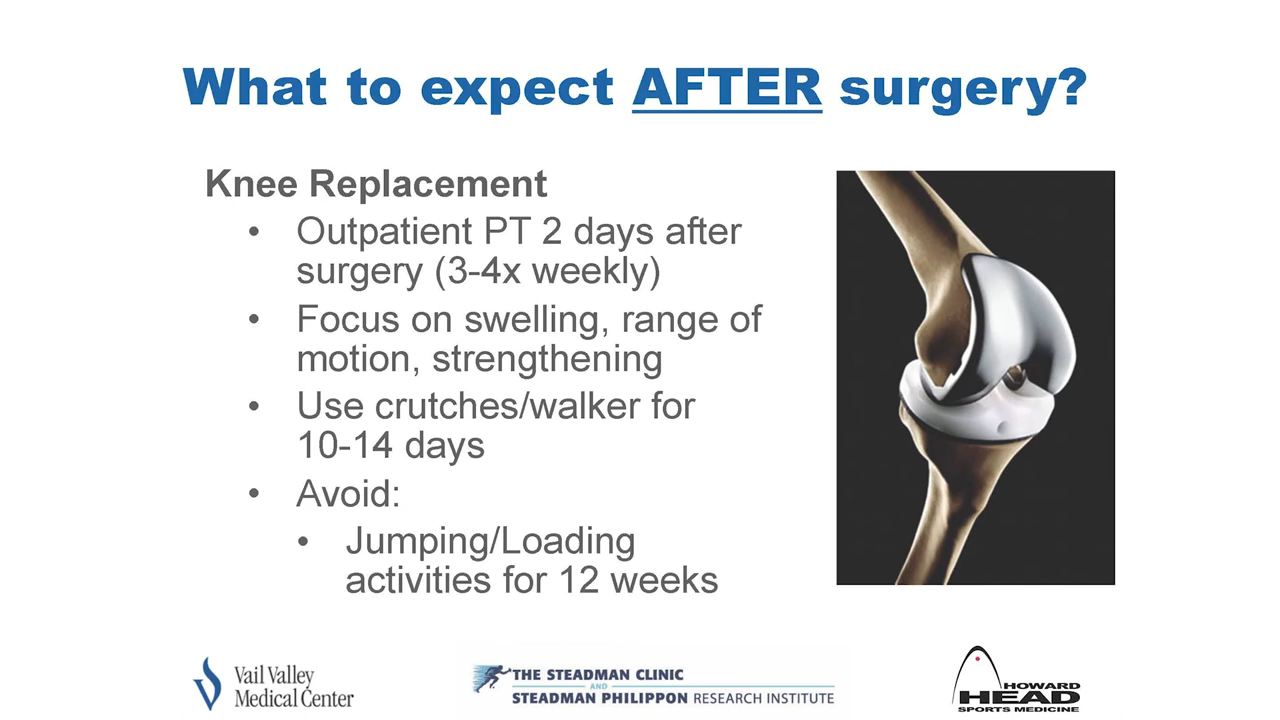 What to expect AFTER surgery?
Knee Replacement
• Outpatient PT 2 days after
surgery (3-4x weekly)
• Focus on swelling, range of
motion, strengthening
• Use crutches/walker for
10-14 days
• Avoid:
• Jumping/Loading
activities for 12 weeks
Vail Valley
Medical Center
THE STEADMAN CLINIC
AND
STEADMAN PHILIPPON RESEARCH INSTITUTE
HOWARD
HEAD
SPORTS MEDICINE